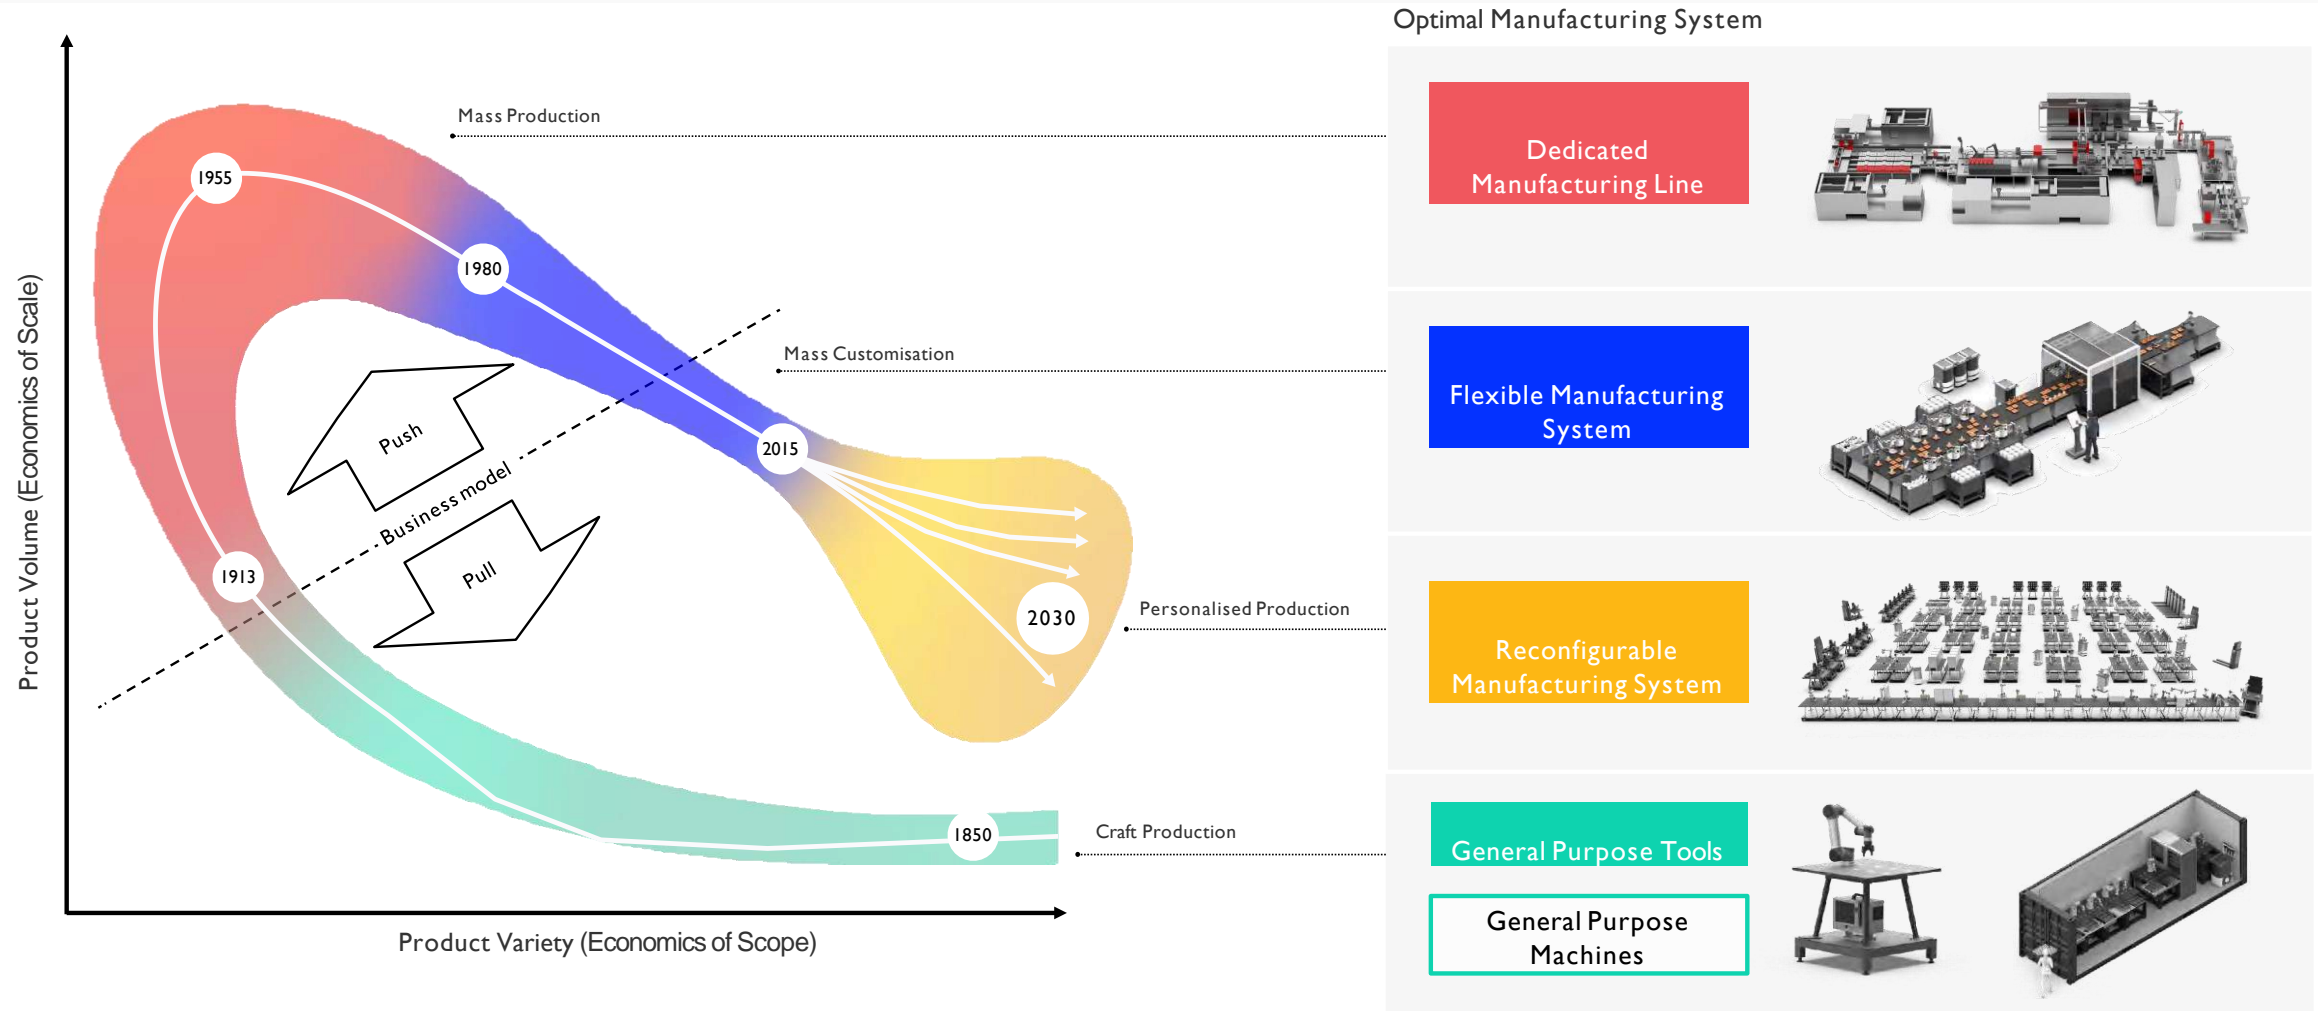 Optimal Manufacturing System
Mass Production
Dedicated
Manufacturing Line
1955
1980
Product Volume (Economics of Scale)
Mass Customisation
Flexible Manufacturing
System
Push
2015
Business model
1913
Pull
2030
Personalised Production
Reconfigurable
Manufacturing System
1850
Craft Production
General Purpose Tools
General Purpose
Machines
Product Variety (Economics of Scope)